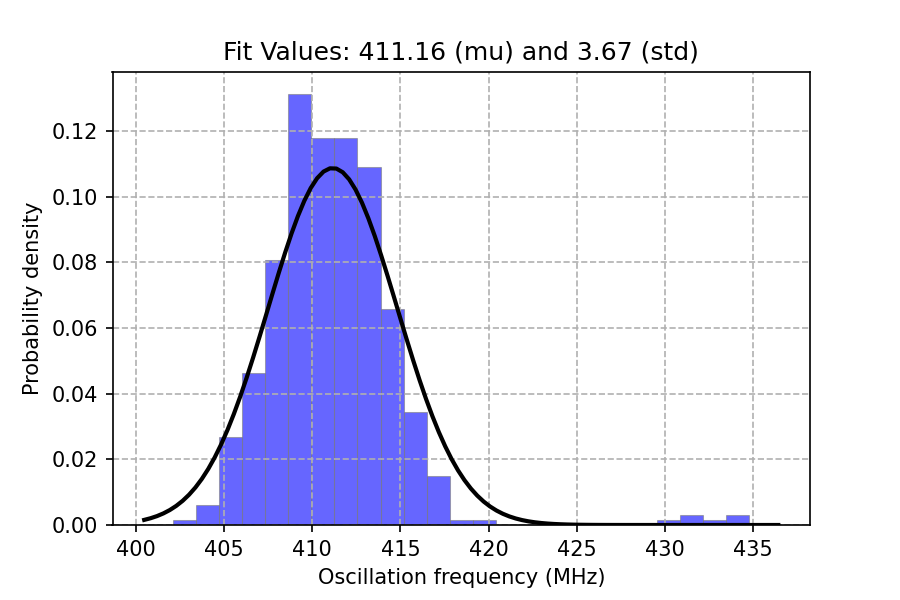 Fit Values: 411.16 (mu) and 3.67 (std)
Probability density
0.12
0.10
0.08
0.06
0.04
0.02
0.00
400 405 410 415 420 425 430 435
Oscillation frequency (MHz)